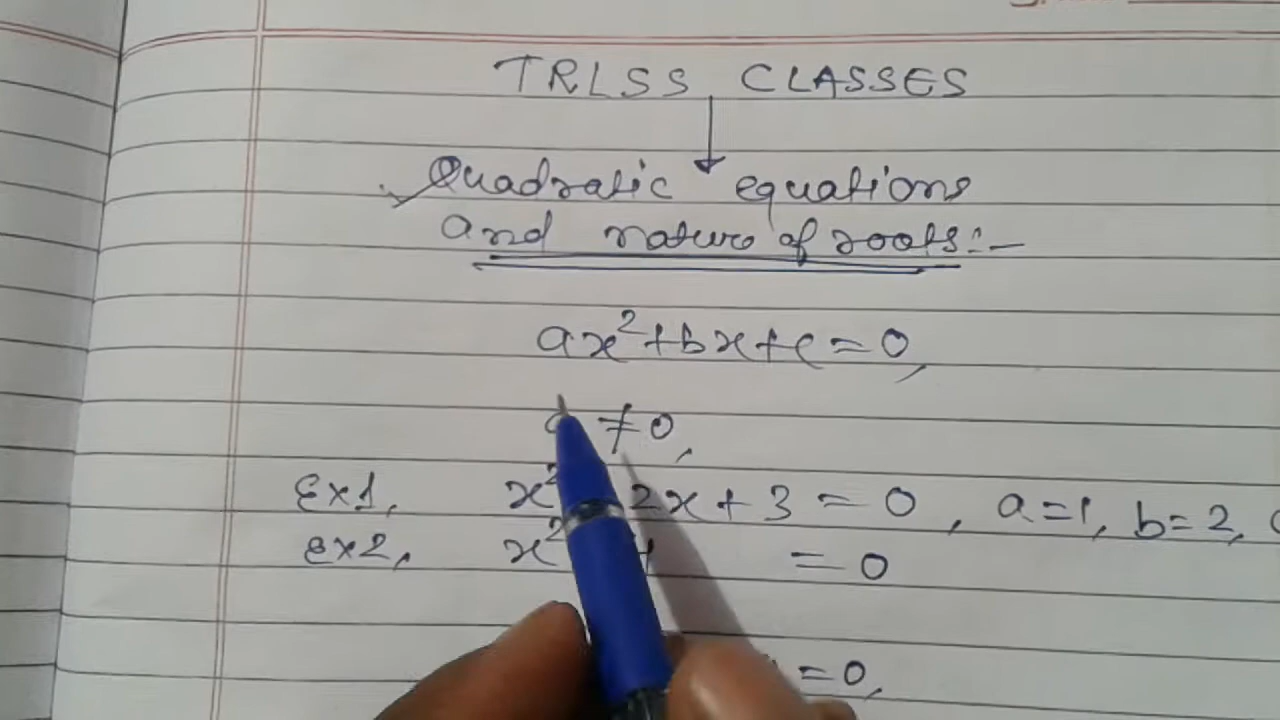 TRLSS CLASSES
Quadratic equations
and nature of roots:-
ax²+bx+c=0,
a ≠0,
Ex1, x² 2x+3=0, a=1, b=2,
Ex2, x² =0
=0,